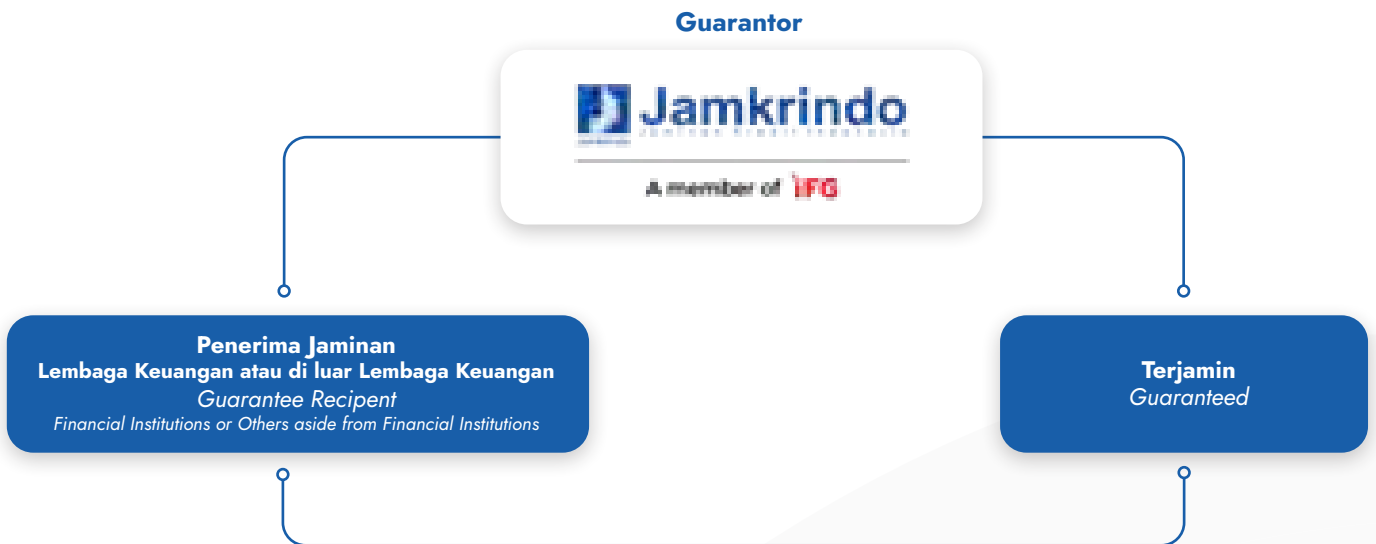 Guarantor
Jamkrindo
A member of IFG
Penerima Jaminan
Lembaga Keuangan atau di luar Lembaga Keuangan
Guarantee Recipent
Financial Institutions or Others aside from Financial Institutions
Terjamin
Guaranteed